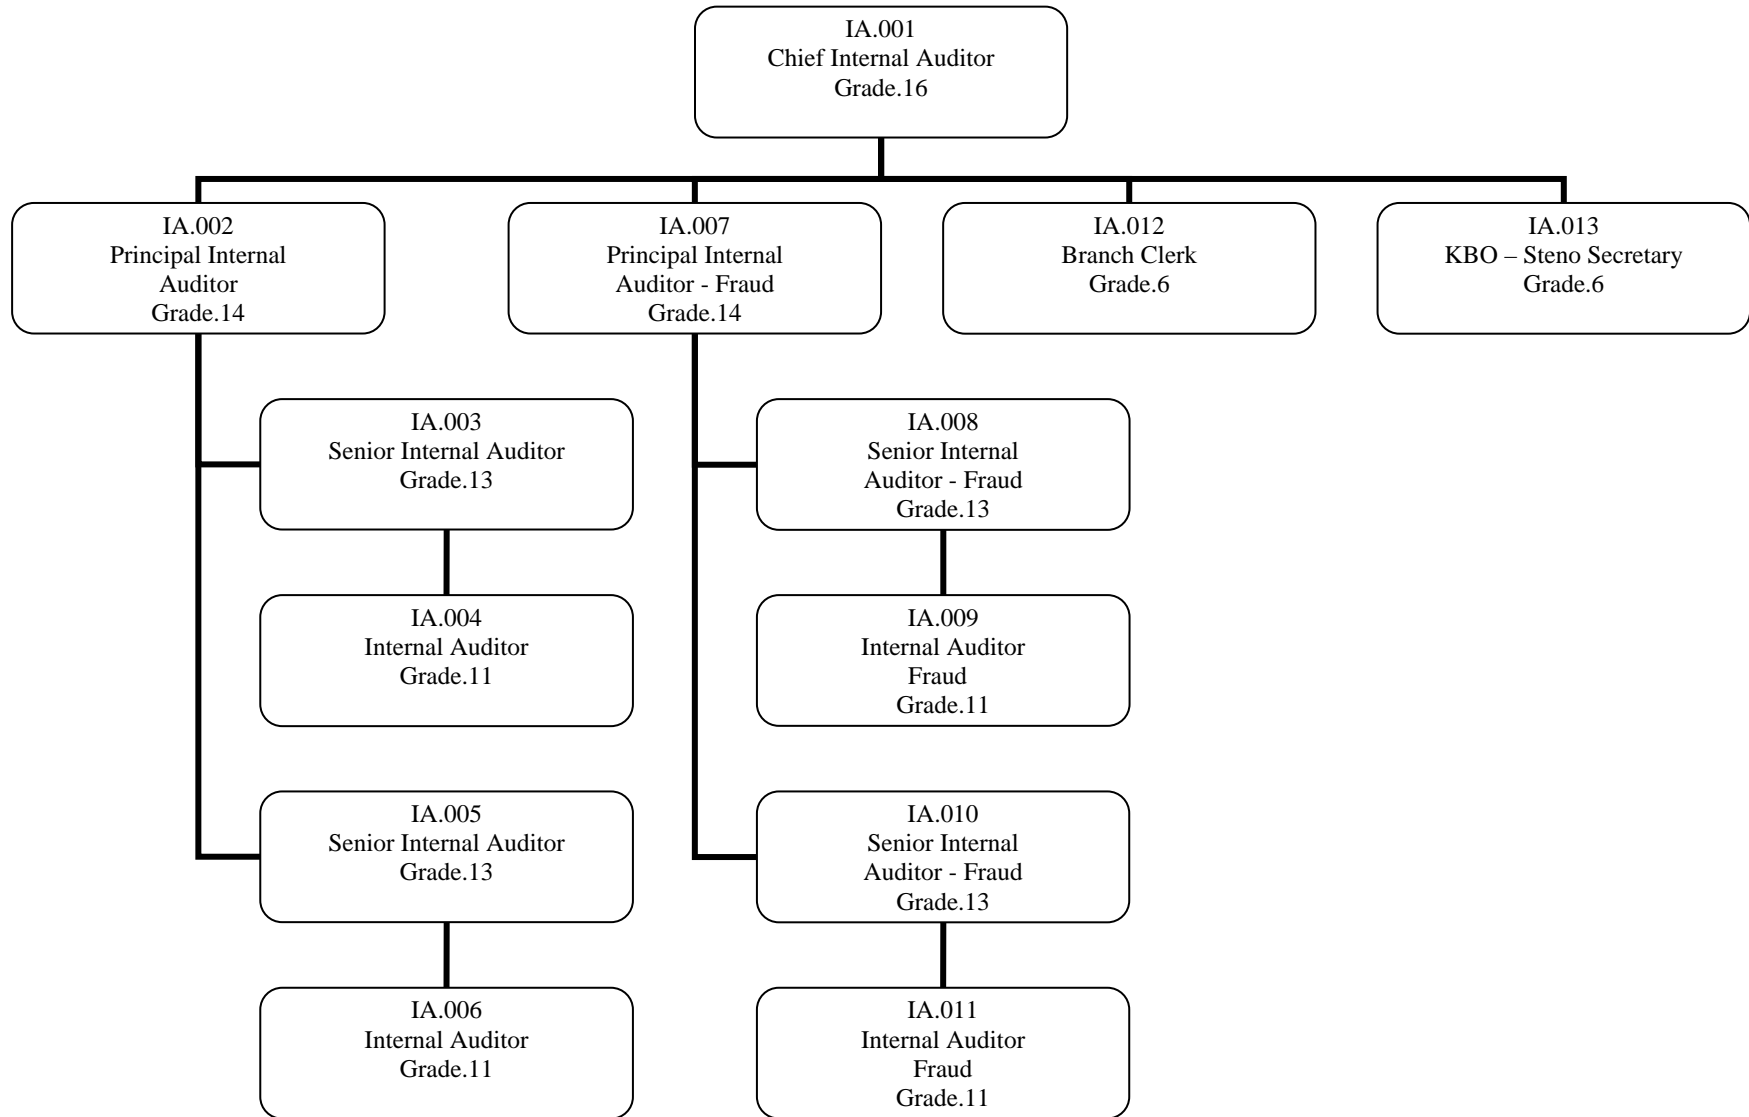 IA.001
Chief Internal Auditor
Grade.16
IA.002
Principal Internal
Auditor
Grade.14
IA.007
Principal Internal
Auditor - Fraud
Grade.14
IA.012
Branch Clerk
Grade.6
IA.013
KBO – Steno Secretary
Grade.6
IA.003
Senior Internal Auditor
Grade.13
IA.008
Senior Internal
Auditor - Fraud
Grade.13
IA.004
Internal Auditor
Grade.11
IA.009
Internal Auditor
Fraud
Grade.11
IA.005
Senior Internal Auditor
Grade.13
IA.010
Senior Internal
Auditor - Fraud
Grade.13
IA.006
Internal Auditor
Grade.11
IA.011
Internal Auditor
Fraud
Grade.11